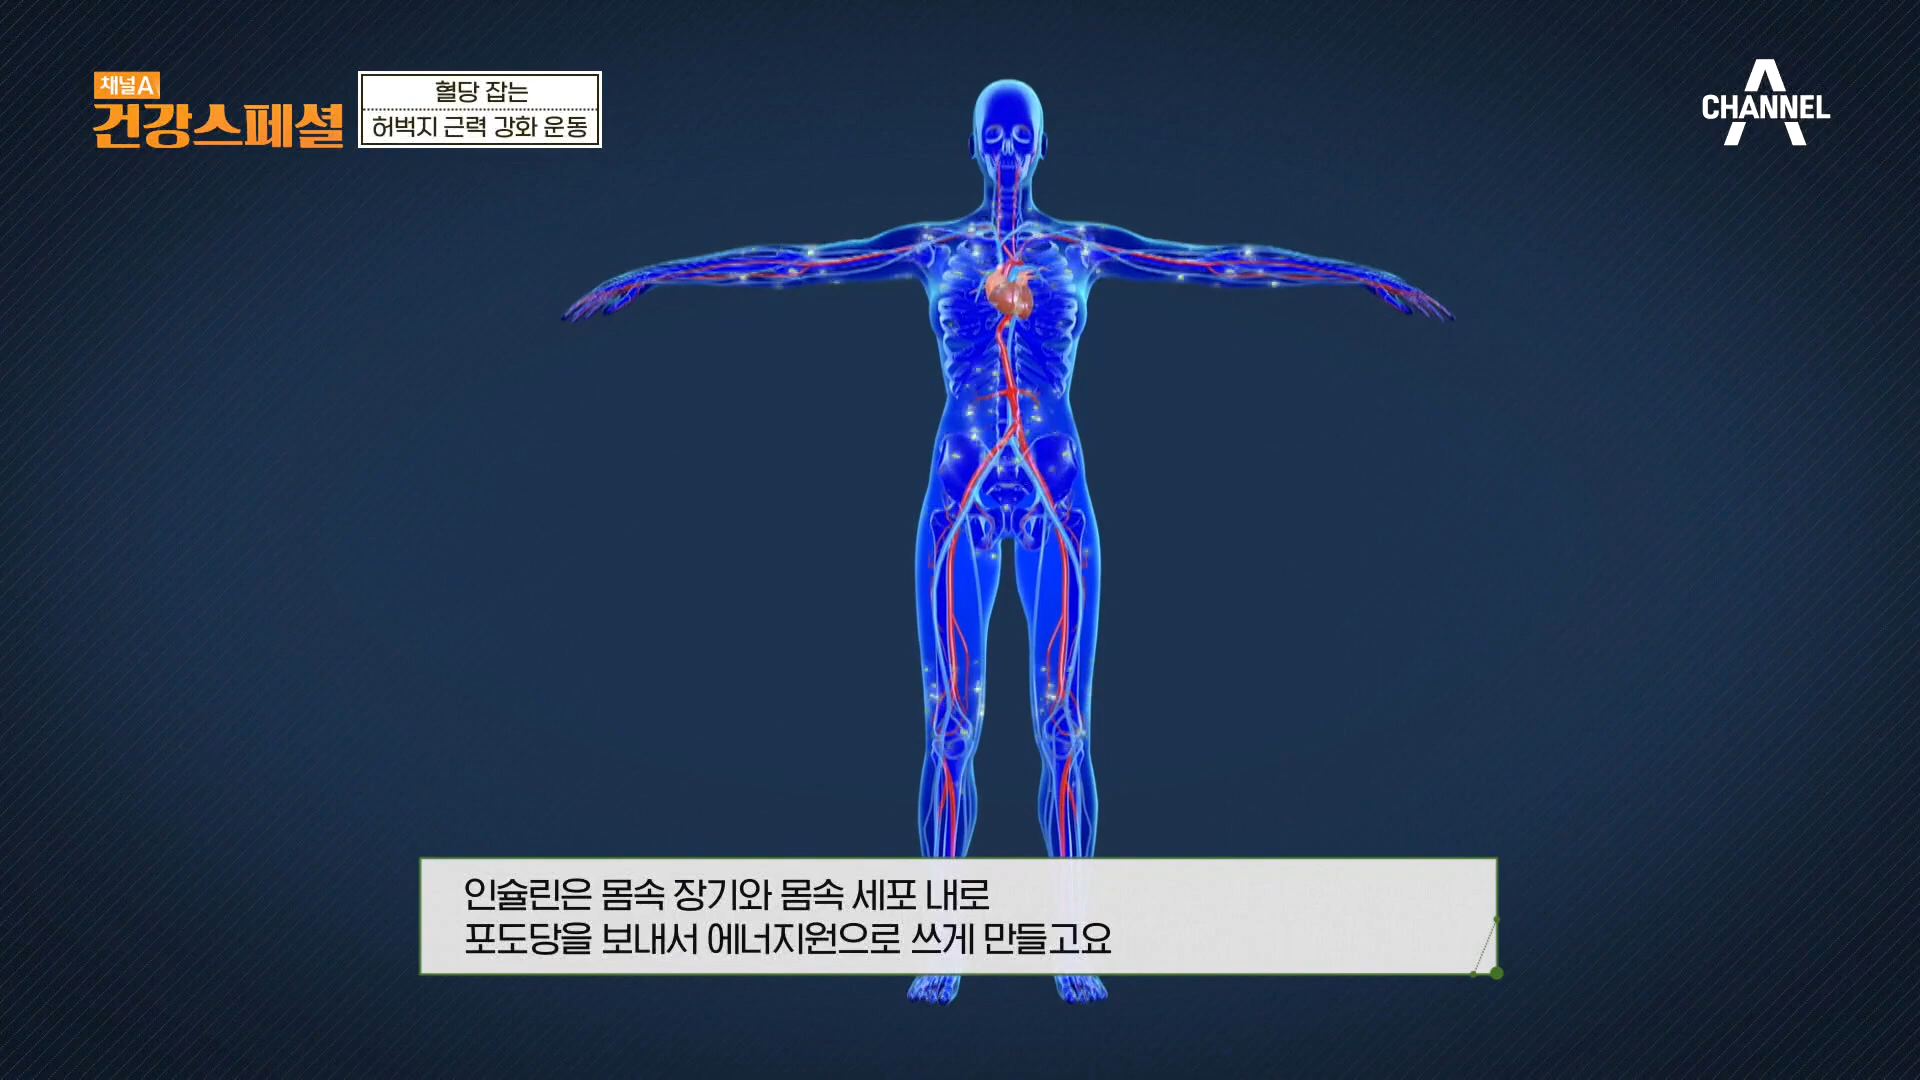 채널A
건강스페셜
혈당 잡는
허벅지 근력 강화 운동
CHANNEL A
인슐린은 몸속 장기와 몸속 세포 내로
포도당을 보내서 에너지원으로 쓰게 만들고요